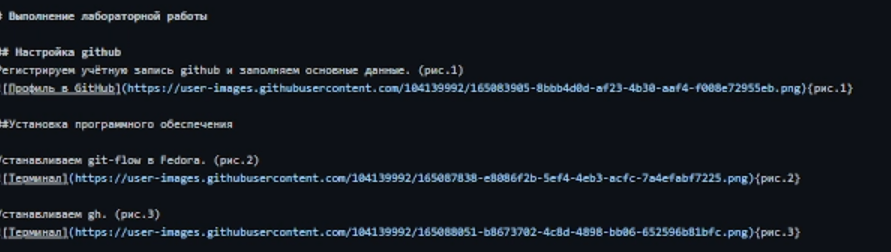 # Выполнение лабораторной работы
## Настройка github
Регистрируем учётную запись github и заполняем основные данные. (рис.1)
![Профиль в GitHub](https://user-images.githubusercontent.com/104139992/165083905-8bbb4d0d-af23-4b30-aaf4-f008e72955eb.png){рис.1}
##Установка программного обеспечения
Устанавливаем git-flow в Fedora. (рис.2)
![Терминал](https://user-images.githubusercontent.com/104139992/165087838-e8086f2b-5ef4-4eb3-acfc-7a4efabf7225.png){рис.2}
Устанавливаем gh. (рис.3)
![Терминал](https://user-images.githubusercontent.com/104139992/165088051-b8673702-4c8d-4898-bb06-652596b81bfc.png){рис.3}